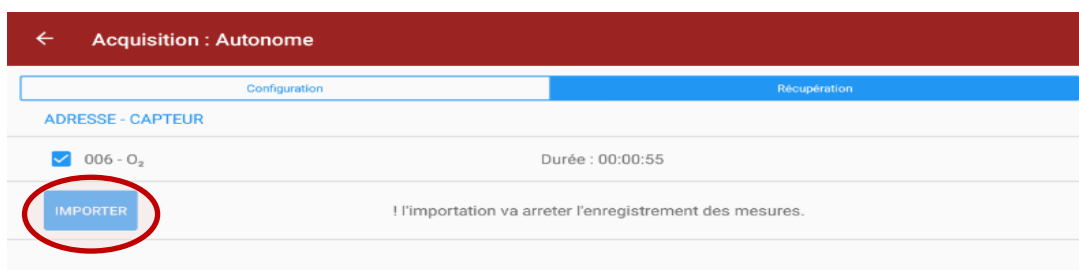 ← Acquisition : Autonome
Configuration Récupération
ADRESSE - CAPTEUR
006 - O₂ Durée : 00:00:55
IMPORTER ! l'importation va arreter l'enregistrement des mesures.